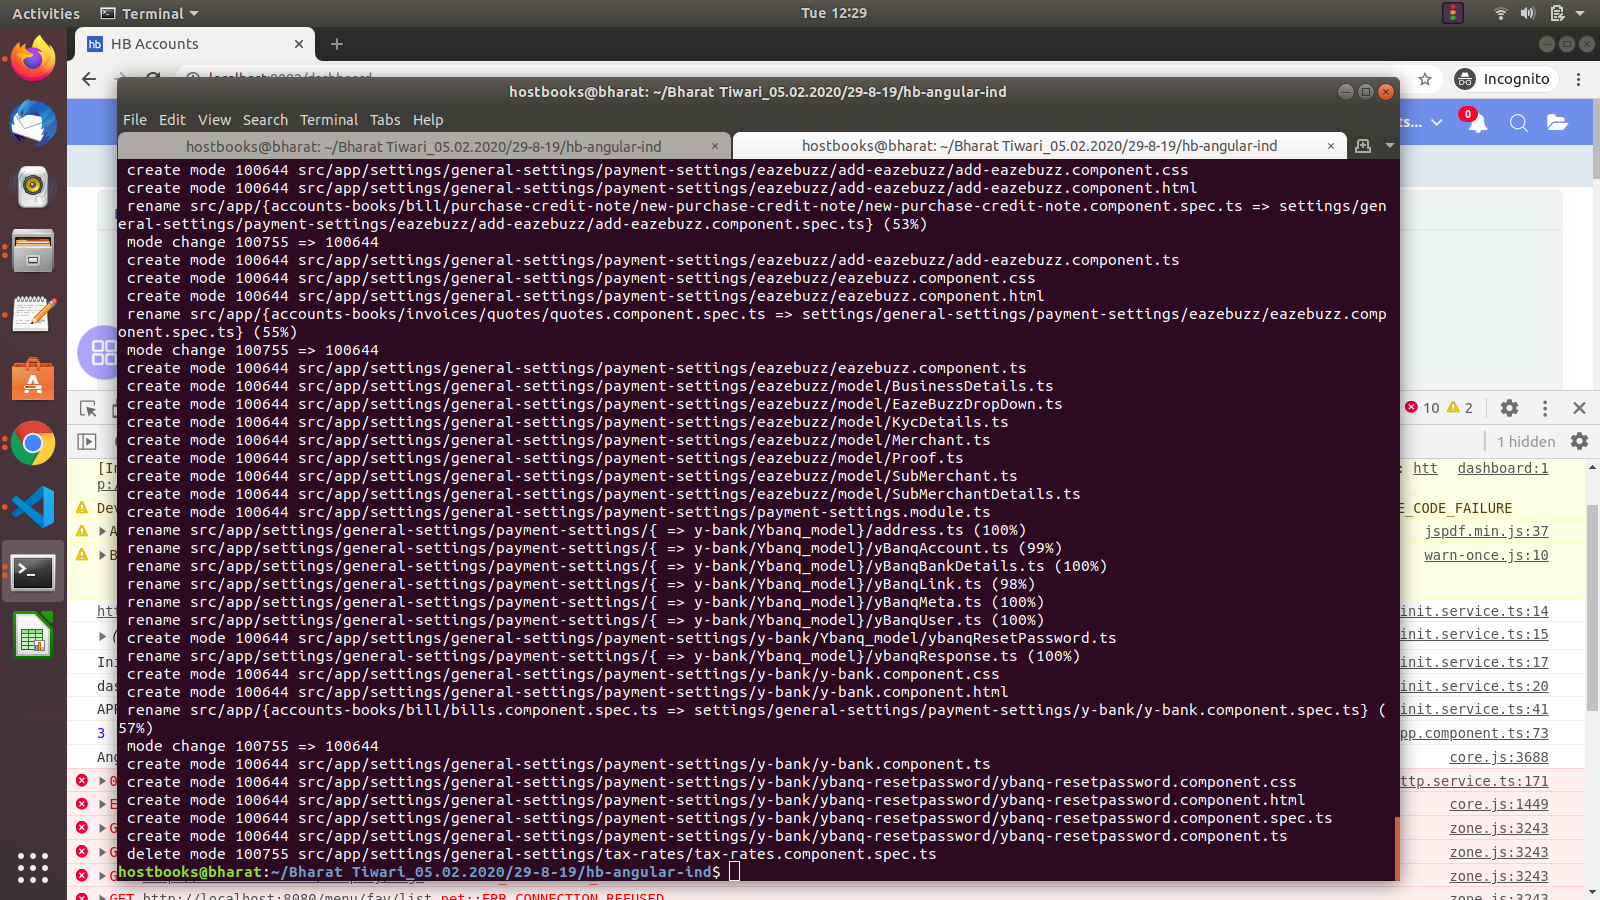 Activities Terminal Tue 12:29
HB Accounts
Incognito
hostbooks@bharat: ~/Bharat Tiwari_05.02.2020/29-8-19/hb-angular-ind
File Edit View Search Terminal Tabs Help
ts... 0
hostbooks@bharat: ~/Bharat Tiwari_05.02.2020/29-8-19/hb-angular-ind × hostbooks@bharat: ~/Bharat Tiwari_05.02.2020/29-8-19/hb-angular-ind ×
create mode 100644 src/app/settings/general-settings/payment-settings/eazebuzz/add-eazebuzz/add-eazebuzz.component.css
create mode 100644 src/app/settings/general-settings/payment-settings/eazebuzz/add-eazebuzz/add-eazebuzz.component.html
rename src/app/{accounts-books/bill/purchase-credit-note/new-purchase-credit-note/new-purchase-credit-note.component.spec.ts => settings/gen
eral-settings/payment-settings/eazebuzz/add-eazebuzz/add-eazebuzz.component.spec.ts} (53%)
mode change 100755 => 100644
create mode 100644 src/app/settings/general-settings/payment-settings/eazebuzz/add-eazebuzz/add-eazebuzz.component.ts
create mode 100644 src/app/settings/general-settings/payment-settings/eazebuzz/eazebuzz.component.css
create mode 100644 src/app/settings/general-settings/payment-settings/eazebuzz/eazebuzz.component.html
rename src/app/{accounts-books/invoices/quotes/quotes.component.spec.ts => settings/general-settings/payment-settings/eazebuzz/eazebuzz.comp
onent.spec.ts} (55%)
mode change 100755 => 100644
create mode 100644 src/app/settings/general-settings/payment-settings/eazebuzz/eazebuzz.component.ts
create mode 100644 src/app/settings/general-settings/payment-settings/eazebuzz/model/BusinessDetails.ts
create mode 100644 src/app/settings/general-settings/payment-settings/eazebuzz/model/EazeBuzzDropDown.ts
create mode 100644 src/app/settings/general-settings/payment-settings/eazebuzz/model/KycDetails.ts
create mode 100644 src/app/settings/general-settings/payment-settings/eazebuzz/model/Merchant.ts
create mode 100644 src/app/settings/general-settings/payment-settings/eazebuzz/model/Proof.ts
create mode 100644 src/app/settings/general-settings/payment-settings/eazebuzz/model/SubMerchant.ts
create mode 100644 src/app/settings/general-settings/payment-settings/eazebuzz/model/SubMerchantDetails.ts
create mode 100644 src/app/settings/general-settings/payment-settings/payment-settings.module.ts
rename src/app/settings/general-settings/payment-settings/{ => y-bank/Ybanq_model}/address.ts (100%)
rename src/app/settings/general-settings/payment-settings/{ => y-bank/Ybanq_model}/yBanqAccount.ts (99%)
rename src/app/settings/general-settings/payment-settings/{ => y-bank/Ybanq_model}/yBanqBankDetails.ts (100%)
rename src/app/settings/general-settings/payment-settings/{ => y-bank/Ybanq_model}/yBanqLink.ts (98%)
rename src/app/settings/general-settings/payment-settings/{ => y-bank/Ybanq_model}/yBanqMeta.ts (100%)
rename src/app/settings/general-settings/payment-settings/{ => y-bank/Ybanq_model}/yBanqUser.ts (100%)
create mode 100644 src/app/settings/general-settings/payment-settings/y-bank/Ybanq_model/ybanqResetPassword.ts
rename src/app/settings/general-settings/payment-settings/{ => y-bank/Ybanq_model}/ybanqResponse.ts (100%)
create mode 100644 src/app/settings/general-settings/payment-settings/y-bank/y-bank.component.css
create mode 100644 src/app/settings/general-settings/payment-settings/y-bank/y-bank.component.html
rename src/app/{accounts-books/bill/bills.component.spec.ts => settings/general-settings/payment-settings/y-bank/y-bank.component.spec.ts} (
57%)
mode change 100755 => 100644
create mode 100644 src/app/settings/general-settings/payment-settings/y-bank/y-bank.component.ts
create mode 100644 src/app/settings/general-settings/payment-settings/y-bank/ybanq-resetpassword/ybanq-resetpassword.component.css
create mode 100644 src/app/settings/general-settings/payment-settings/y-bank/ybanq-resetpassword/ybanq-resetpassword.component.html
create mode 100644 src/app/settings/general-settings/payment-settings/y-bank/ybanq-resetpassword/ybanq-resetpassword.component.spec.ts
create mode 100644 src/app/settings/general-settings/payment-settings/y-bank/ybanq-resetpassword/ybanq-resetpassword.component.ts
delete mode 100755 src/app/settings/general-settings/tax-rates/tax-rates.component.spec.ts
hostbooks@bharat:~/Bharat Tiwari_05.02.2020/29-8-19/hb-angular-ind$
10 2
1 hidden
[In
p:/
: htt dashboard:1
Dev
E_CODE_FAILURE
A
jspdf.min.js:37
B
warn-once.js:10
htt
init.service.ts:14
(
init.service.ts:15
Ini
init.service.ts:17
das
init.service.ts:20
APP
init.service.ts:41
3
pp.component.ts:73
Ang
core.js:3688
0
ttp.service.ts:171
E
core.js:1449
G
zone.js:3243
G
zone.js:3243
G
zone.js:3243
GET http://localhost:8080/menu/fav/list net::ERR_CONNECTION_REFUSED
zone.js:3243